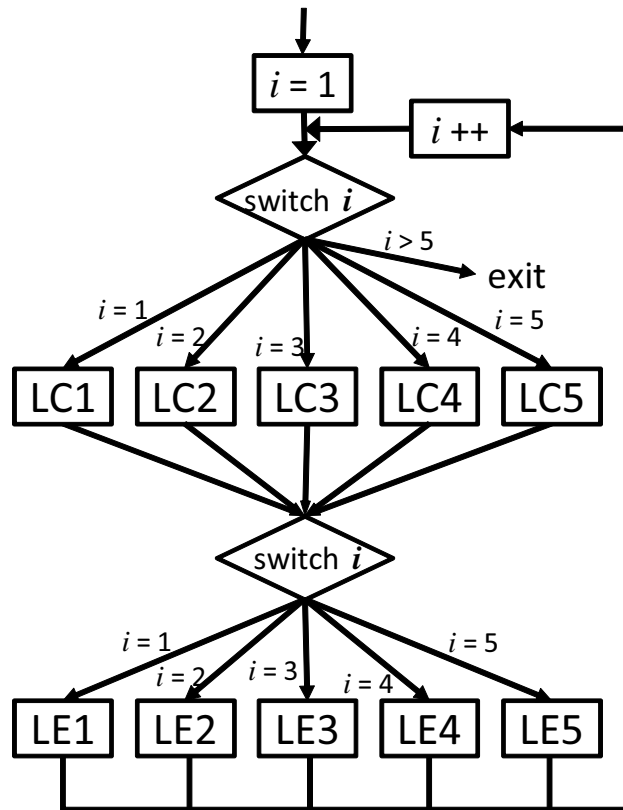 i = 1
i ++
switch i
i > 5
exit
i = 1
i = 2
i = 3
i = 4
i = 5
LC1
LC2
LC3
LC4
LC5
switch i
i = 1
i = 2
i = 3
i = 4
i = 5
LE1
LE2
LE3
LE4
LE5